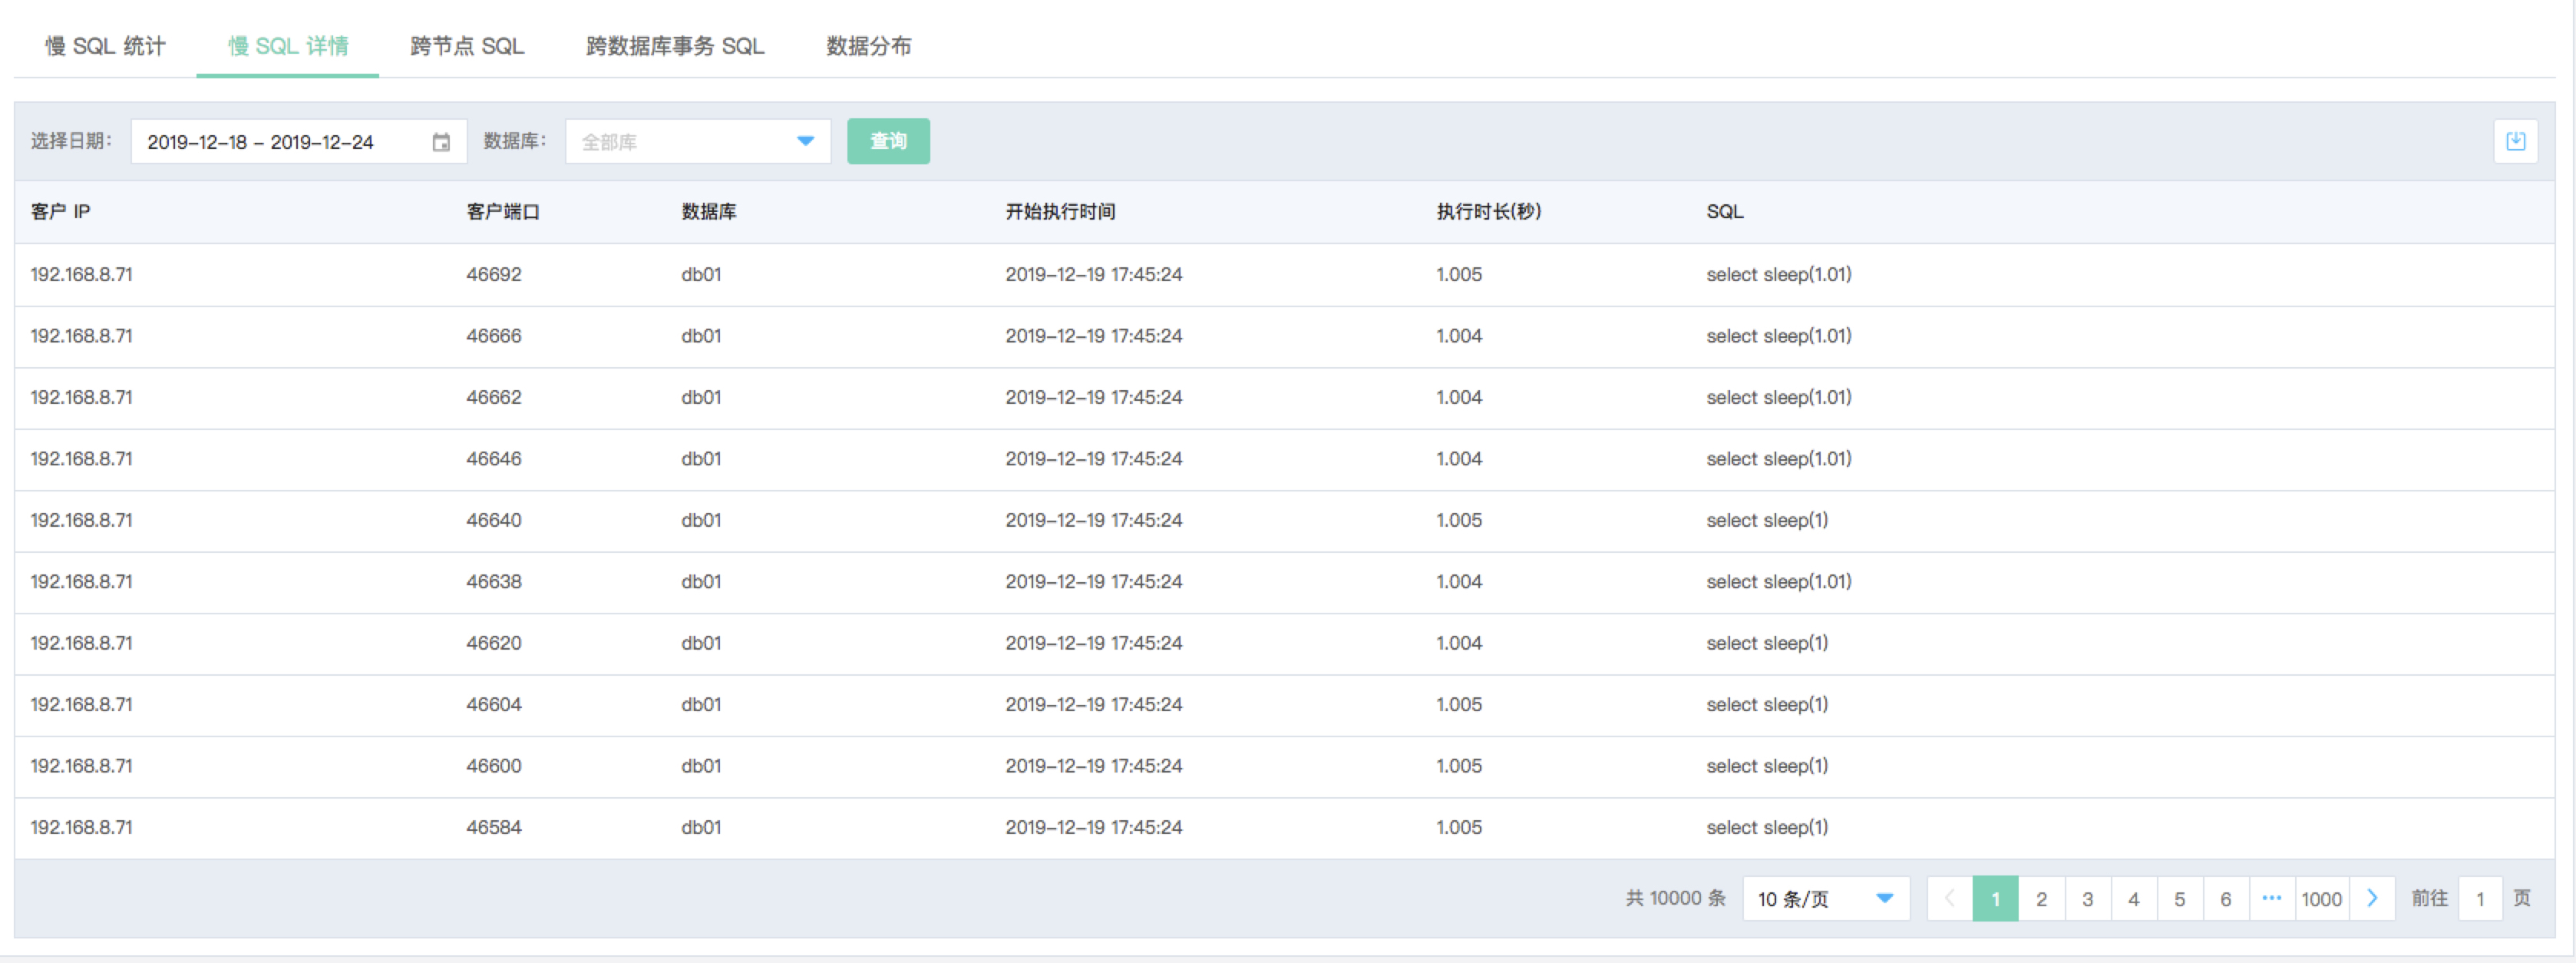 慢 SQL 统计 慢 SQL 详情 跨节点 SQL 跨数据库事务 SQL 数据分布
选择日期： 2019-12-18 - 2019-12-24 数据库： 全部库 查询
客户 IP 客户端口 数据库 开始执行时间 执行时长(秒) SQL
192.168.8.71 46692 db01 2019-12-19 17:45:24 1.005 select sleep(1.01)
192.168.8.71 46666 db01 2019-12-19 17:45:24 1.004 select sleep(1.01)
192.168.8.71 46662 db01 2019-12-19 17:45:24 1.004 select sleep(1.01)
192.168.8.71 46646 db01 2019-12-19 17:45:24 1.004 select sleep(1.01)
192.168.8.71 46640 db01 2019-12-19 17:45:24 1.005 select sleep(1)
192.168.8.71 46638 db01 2019-12-19 17:45:24 1.004 select sleep(1.01)
192.168.8.71 46620 db01 2019-12-19 17:45:24 1.004 select sleep(1)
192.168.8.71 46604 db01 2019-12-19 17:45:24 1.005 select sleep(1)
192.168.8.71 46600 db01 2019-12-19 17:45:24 1.005 select sleep(1)
192.168.8.71 46584 db01 2019-12-19 17:45:24 1.005 select sleep(1)
共 10000 条 10 条/页 1 2 3 4 5 6 ··· 1000 前往 1 页